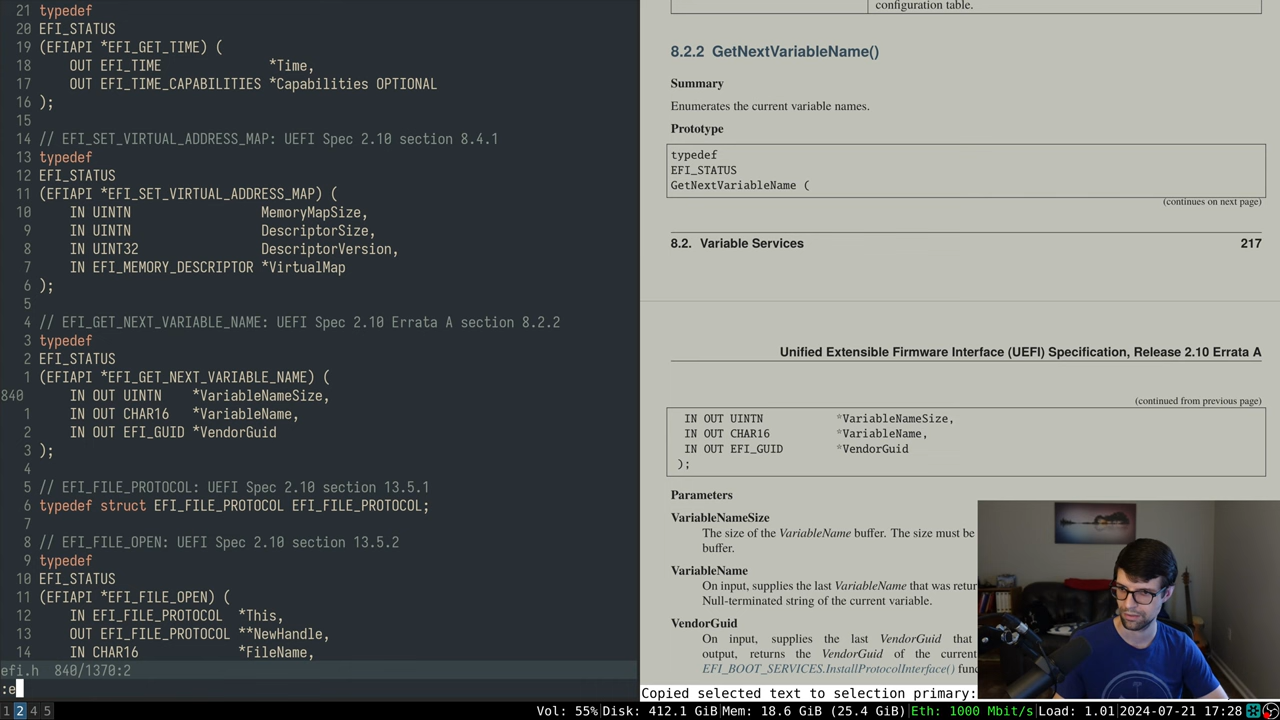 21 typedef
20 EFI_STATUS
19 (EFIAPI *EFI_GET_TIME) (
18     OUT EFI_TIME              *Time,
17     OUT EFI_TIME_CAPABILITIES *Capabilities OPTIONAL
16 );
15
14 // EFI_SET_VIRTUAL_ADDRESS_MAP: UEFI Spec 2.10 section 8.4.1
13 typedef
12 EFI_STATUS
11 (EFIAPI *EFI_SET_VIRTUAL_ADDRESS_MAP) (
10     IN UINTN                 MemoryMapSize,
9     IN UINTN                 DescriptorSize,
8     IN UINT32                DescriptorVersion,
7     IN EFI_MEMORY_DESCRIPTOR *VirtualMap
6 );
5
4 // EFI_GET_NEXT_VARIABLE_NAME: UEFI Spec 2.10 Errata A section 8.2.2
3 typedef
2 EFI_STATUS
1 (EFIAPI *EFI_GET_NEXT_VARIABLE_NAME) (
840     IN OUT UINTN    *VariableNameSize,
1     IN OUT CHAR16   *VariableName,
2     IN OUT EFI_GUID *VendorGuid
3 );
4
5 // EFI_FILE_PROTOCOL: UEFI Spec 2.10 section 13.5.1
6 typedef struct EFI_FILE_PROTOCOL EFI_FILE_PROTOCOL;
7
8 // EFI_FILE_OPEN: UEFI Spec 2.10 section 13.5.2
9 typedef
10 EFI_STATUS
11 (EFIAPI *EFI_FILE_OPEN) (
12     IN EFI_FILE_PROTOCOL  *This,
13     OUT EFI_FILE_PROTOCOL **NewHandle,
14     IN CHAR16             *FileName,
efi.h  840/1370:2
:e
configuration table.
8.2.2 GetNextVariableName()
Summary
Enumerates the current variable names.
Prototype
typedef
EFI_STATUS
GetNextVariableName (
(continues on next page)
8.2. Variable Services 217
Unified Extensible Firmware Interface (UEFI) Specification, Release 2.10 Errata A
(continued from previous page)
IN OUT UINTN *VariableNameSize,
IN OUT CHAR16 *VariableName,
IN OUT EFI_GUID *VendorGuid
);
Parameters
VariableNameSize
The size of the VariableName buffer. The size must be
buffer.
VariableName
On input, supplies the last VariableName that was retur
Null-terminated string of the current variable.
VendorGuid
On input, supplies the last VendorGuid that
output, returns the VendorGuid of the current
EFI_BOOT_SERVICES.InstallProtocolInterface() func
Copied selected text to selection primary:
1 2 4 5 Vol: 55%|Disk: 412.1 GiB|Mem: 18.6 GiB (25.4 GiB)|Eth: 1000 Mbit/s|Load: 1.01|2024-07-21 17:28